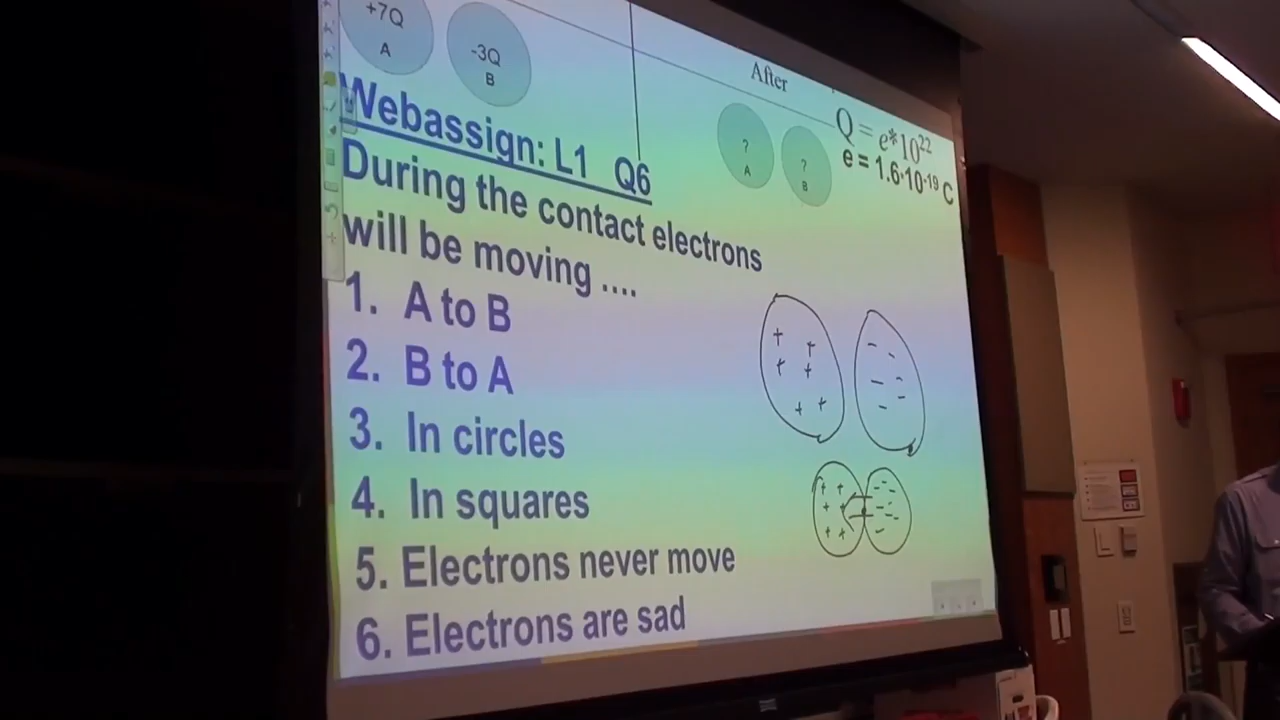 +7Q
A
-3Q
B
After
?
A
?
B
Q = e*10²²
e = 1.6·10⁻¹⁹ C
Webassign: L1 Q6
During the contact electrons
will be moving ....
1. A to B
2. B to A
3. In circles
4. In squares
5. Electrons never move
6. Electrons are sad